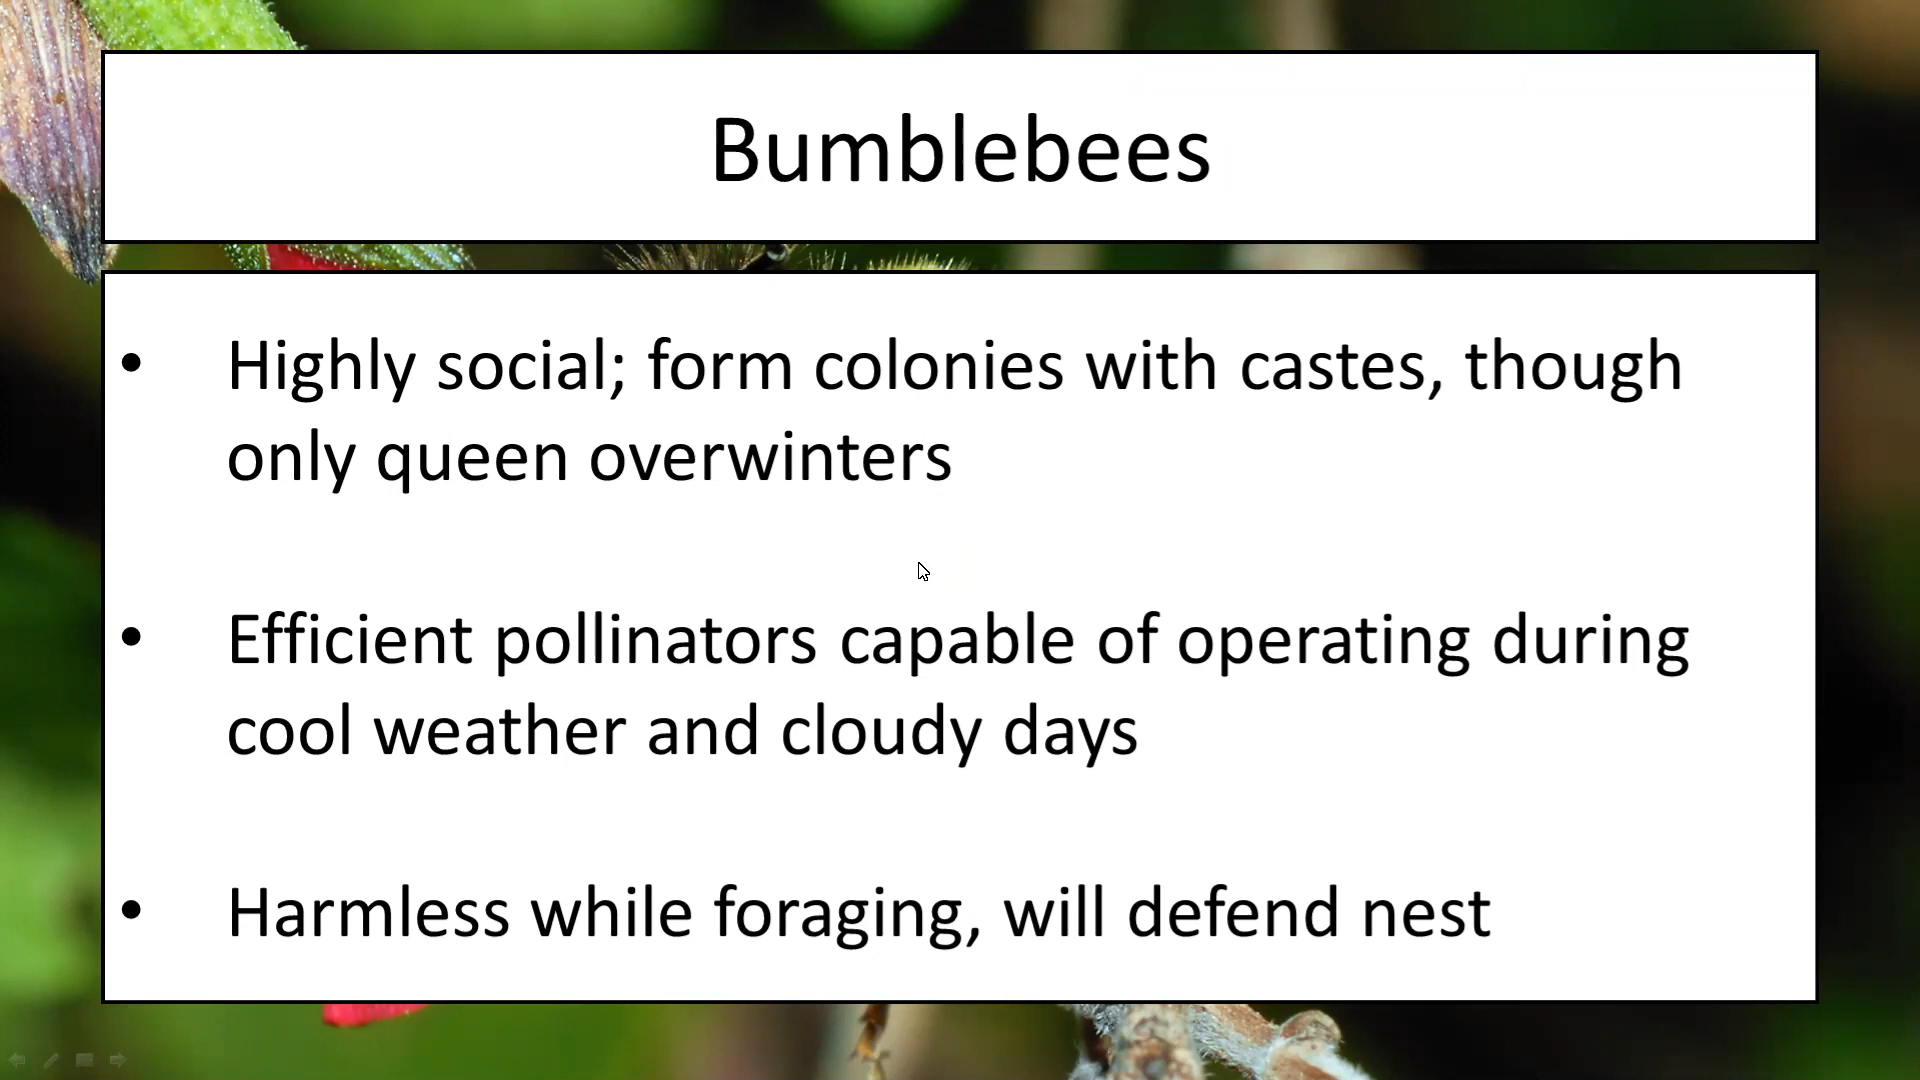 Bumblebees
• Highly social; form colonies with castes, though
only queen overwinters
• Efficient pollinators capable of operating during
cool weather and cloudy days
• Harmless while foraging, will defend nest